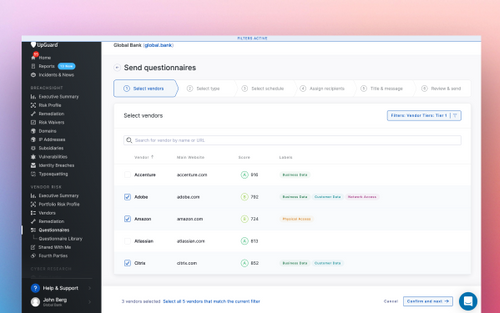 FILTERS ACTIVE
UpGuard
Global Bank (global.bank)
Home
Reports
Incidents & News
BREACHSIGHT
Executive Summary
Risk Profile
Remediation
Risk Waivers
Domains
IP Addresses
Subsidiaries
Vulnerabilities
Identity Breaches
Typosquatting
VENDOR RISK
Executive Summary
Portfolio Risk Profile
Vendors
Remediation
Questionnaires
Questionnaire Library
Shared With Me
Fourth Parties
Help & Support
John Berg
Global Bank
Send questionnaires
1 Select vendors
2 Select type
3 Select schedule
4 Assign recipients
5 Title & message
6 Review & send
Select vendors
Filters: Vendor Tiers: Tier 1
Search for vendor by name or URL
Vendor Main Website Score Labels
Accenture accenture.com A 816 Business Data
Adobe adobe.com 782 Business Data Customer Data Network Access
Amazon amazon.com 724
Atlassian atlassian.com A 813
Citrix citrix.com A 852 Business Data Customer Data
3 vendors selected Select all 5 vendors that match the current filter
Cancel
Confirm and next